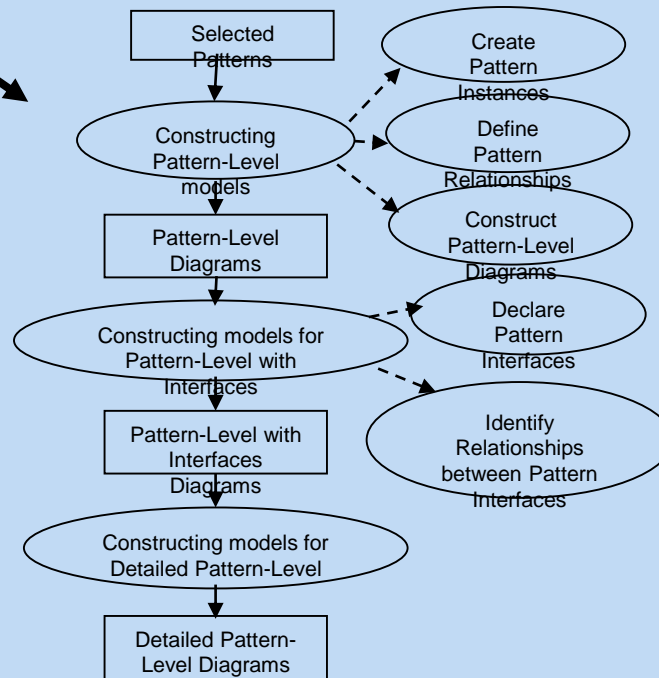 Selected
Patterns
Create
Pattern
Instances
Constructing
Pattern-Level
models
Define
Pattern
Relationships
Pattern-Level
Diagrams
Construct
Pattern-Level
Diagrams
Constructing models for
Pattern-Level with
Interfaces
Declare
Pattern
Interfaces
Pattern-Level with
Interfaces
Diagrams
Identify
Relationships
between Pattern
Interfaces
Constructing models for
Detailed Pattern-Level
Detailed Pattern-
Level Diagrams